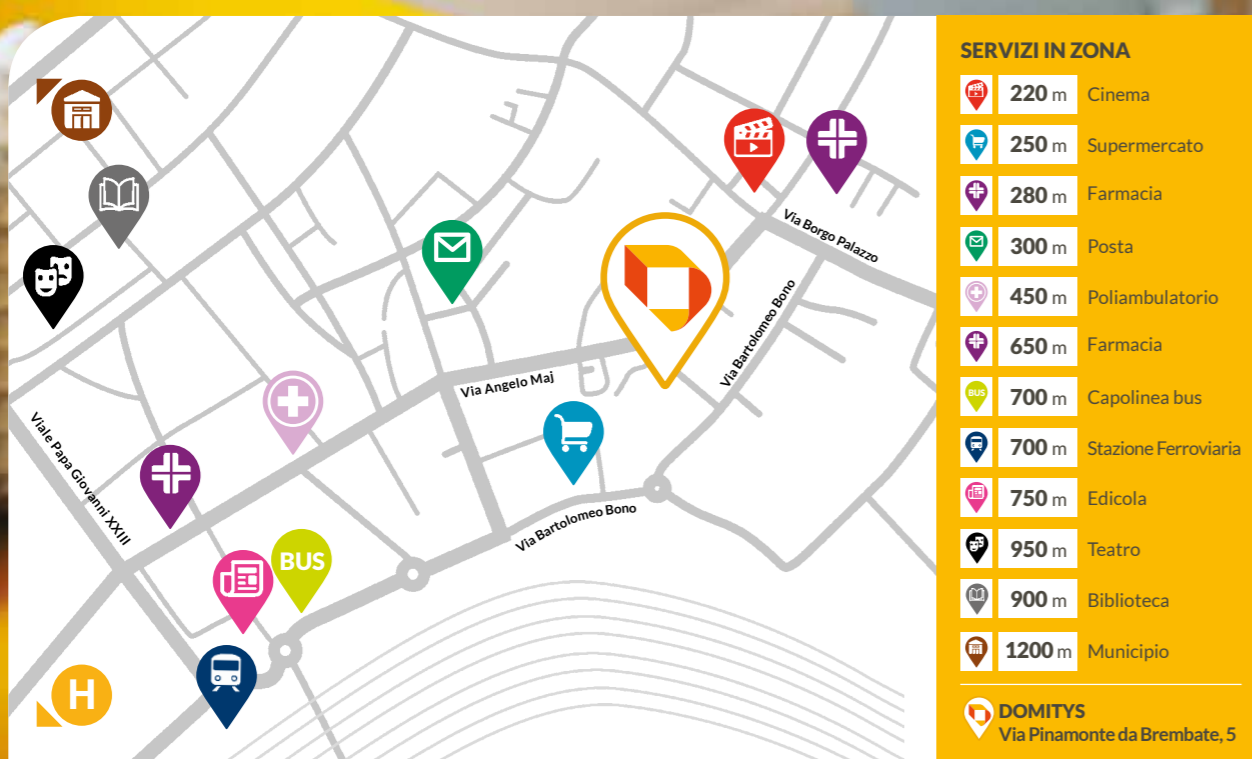 SERVIZI IN ZONA
220 m Cinema
250 m Supermercato
280 m Farmacia
300 m Posta
450 m Poliambulatorio
650 m Farmacia
BUS 700 m Capolinea bus
700 m Stazione Ferroviaria
750 m Edicola
950 m Teatro
900 m Biblioteca
1200 m Municipio
DOMITYS
Via Pinamonte da Brembate, 5
Via Borgo Palazzo
Via Bartolomeo Bono
Via Angelo Maj
Viale Papa Giovanni XXIII
Via Bartolomeo Bono
BUS
H